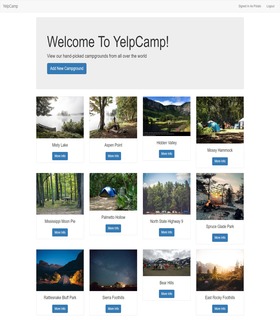 YelpCamp
Signed In As Potato Logout
Welcome To YelpCamp!
View our hand-picked campgrounds from all over the world
Add New Campground
Misty Lake
More Info
Aspen Point
More Info
Hidden Valley
More Info
Mossy Hammock
More Info
Mississippi Moon Pie
More Info
Palmetto Hollow
More Info
North State Highway 9
More Info
Spruce Glade Park
More Info
Rattlesnake Bluff Park
More Info
Sierra Foothills
More Info
Bear Hills
More Info
East Rocky Foothills
More Info